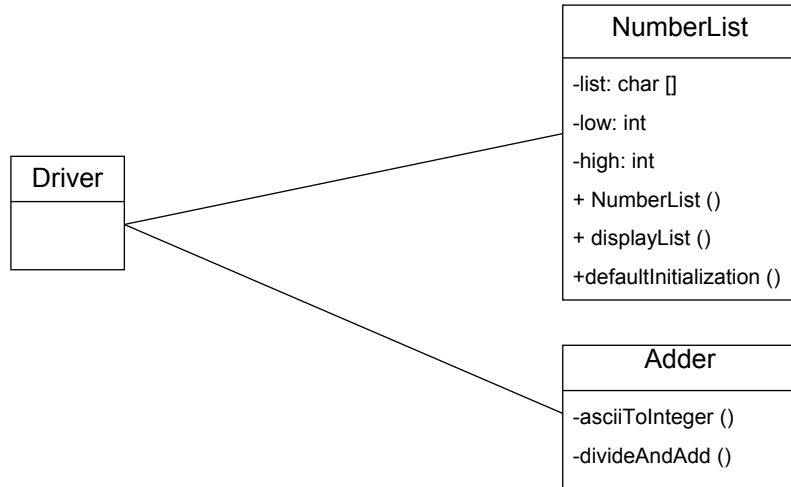 NumberList
-list: char []
-low: int
-high: int
+ NumberList ()
+ displayList ()
+defaultInitialization ()
Driver
Adder
-asciiToInteger ()
-divideAndAdd ()